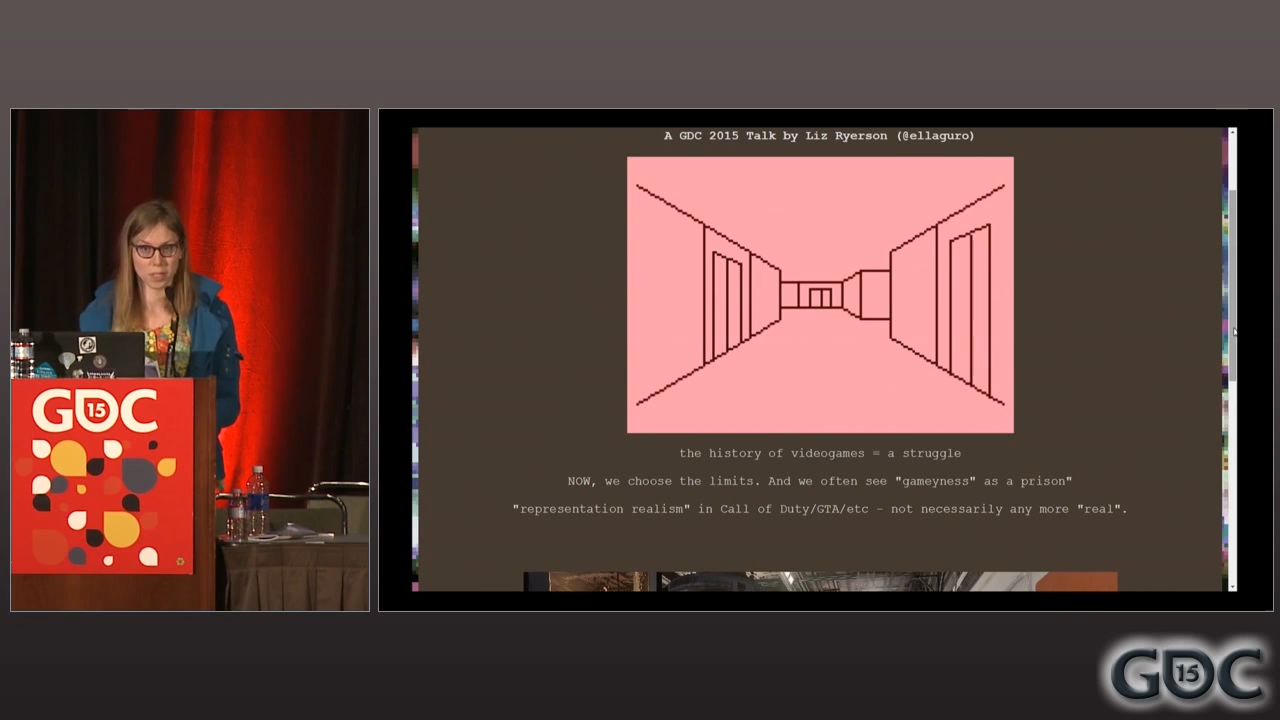 A GDC 2015 Talk by Liz Ryerson (@ellaguro)
the history of videogames = a struggle
NOW, we choose the limits. And we often see "gameyness" as a prison"
"representation realism" in Call of Duty/GTA/etc - not necessarily any more "real".
GDC 15
GDC 15